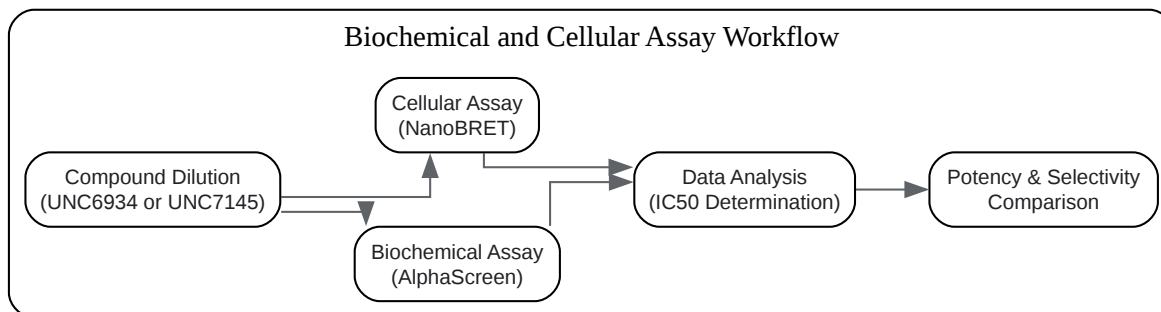 Biochemical and Cellular Assay Workflow
Cellular Assay
(NanoBRET)
Compound Dilution
(UNC6934 or UNC7145)
Biochemical Assay
(AlphaScreen)
Data Analysis
(IC50 Determination)
Potency & Selectivity
Comparison